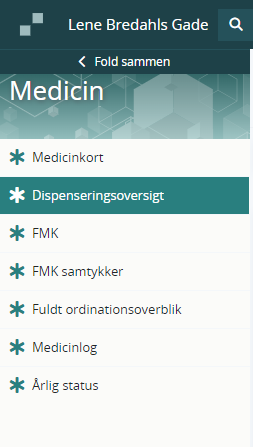 Lene Bredahls Gade
Fold sammen
Medicin
Medicinkort
Dispenseringsoversigt
FMK
FMK samtykker
Fuldt ordinationsoverblik
Medicinlog
Årlig status